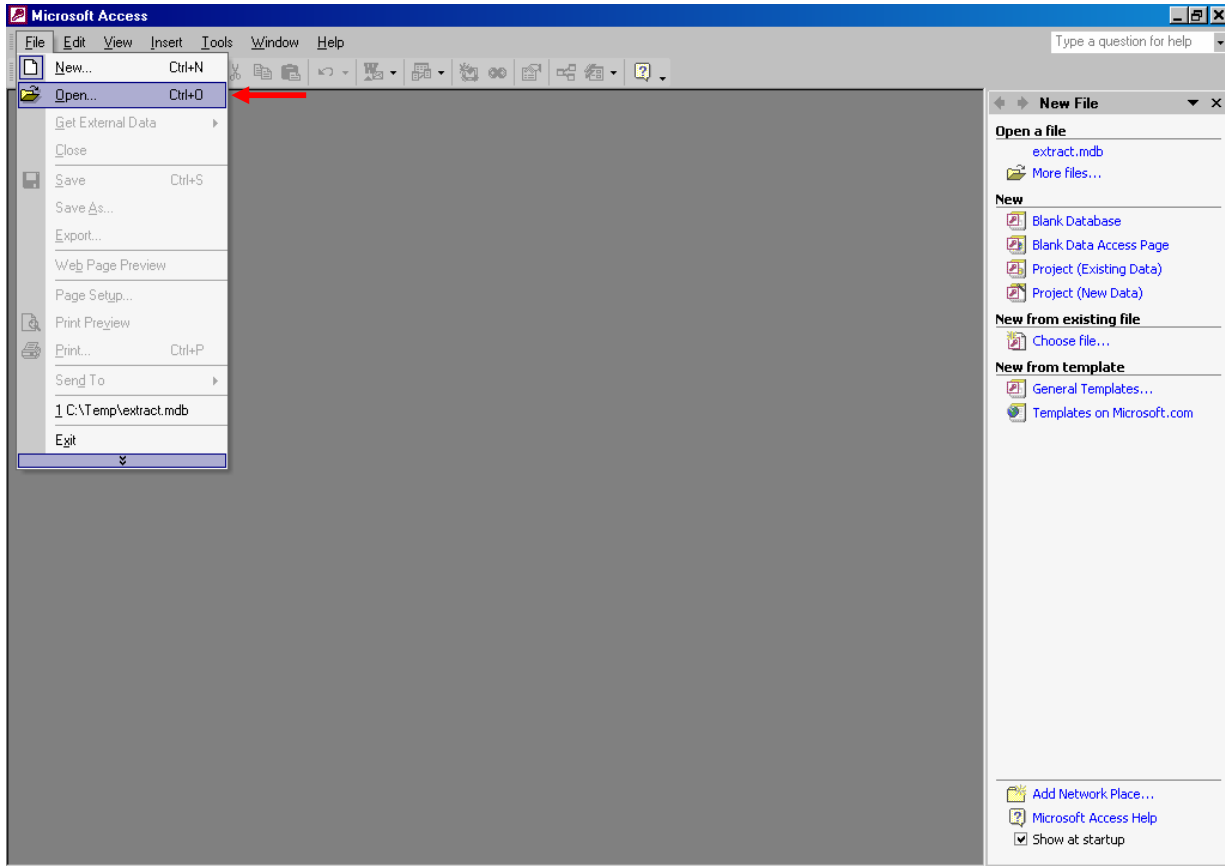 Microsoft Access
File Edit View Insert Tools Window Help
Type a question for help
New... Ctrl+N
Open... Ctrl+O
Get External Data
Close
Save Ctrl+S
Save As...
Export...
Web Page Preview
Page Setup...
Print Preview
Print... Ctrl+P
Send To
1 C:\Temp\extract.mdb
Exit
New File
Open a file
extract.mdb
More files...
New
Blank Database
Blank Data Access Page
Project (Existing Data)
Project (New Data)
New from existing file
Choose file...
New from template
General Templates...
Templates on Microsoft.com
Add Network Place...
Microsoft Access Help
Show at startup